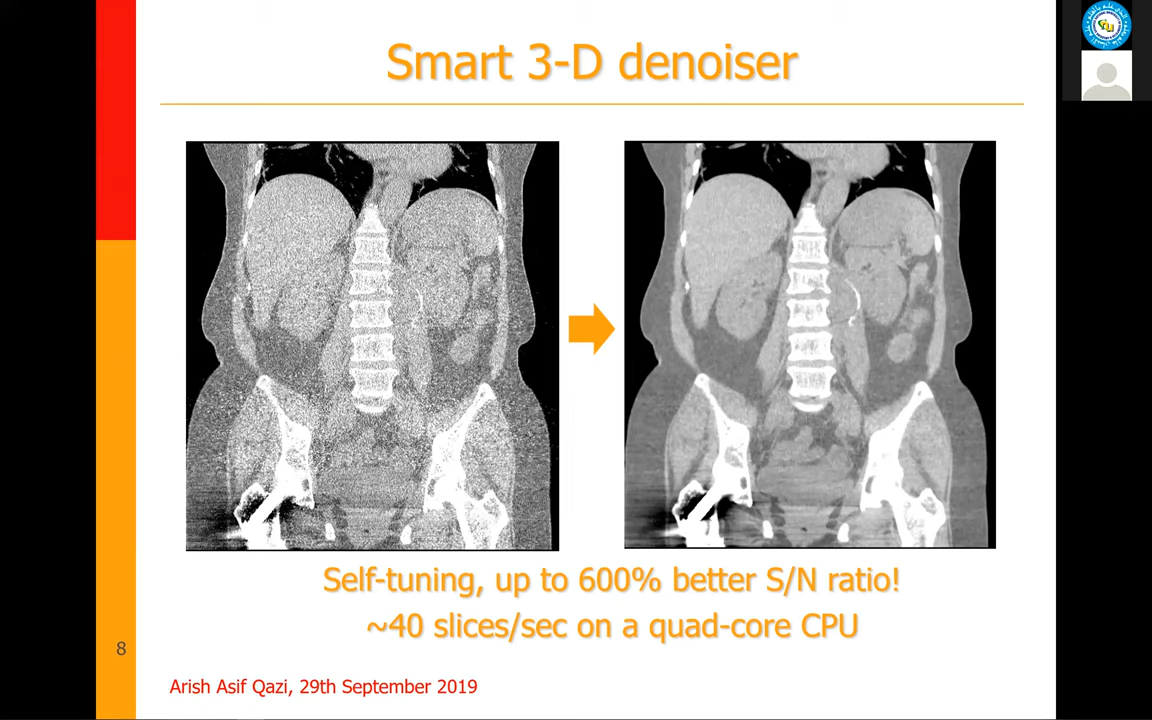 Smart 3-D denoiser
Self-tuning, up to 600% better S/N ratio!
~40 slices/sec on a quad-core CPU
8
Arish Asif Qazi, 29th September 2019